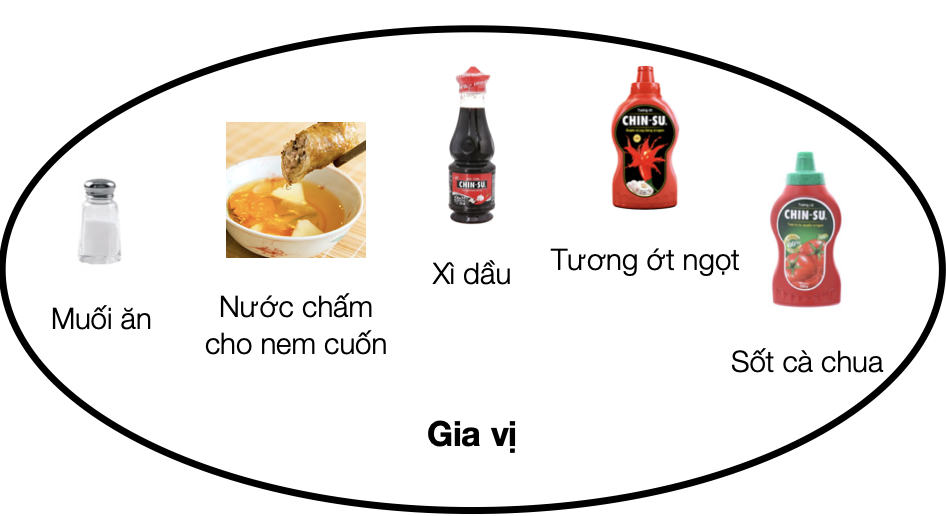 CHIN-SU
CHIN-SU
CHIN-SU
Muối ăn
Nước chấm
cho nem cuốn
Xì dầu
Tương ớt ngọt
Sốt cà chua
Gia vị